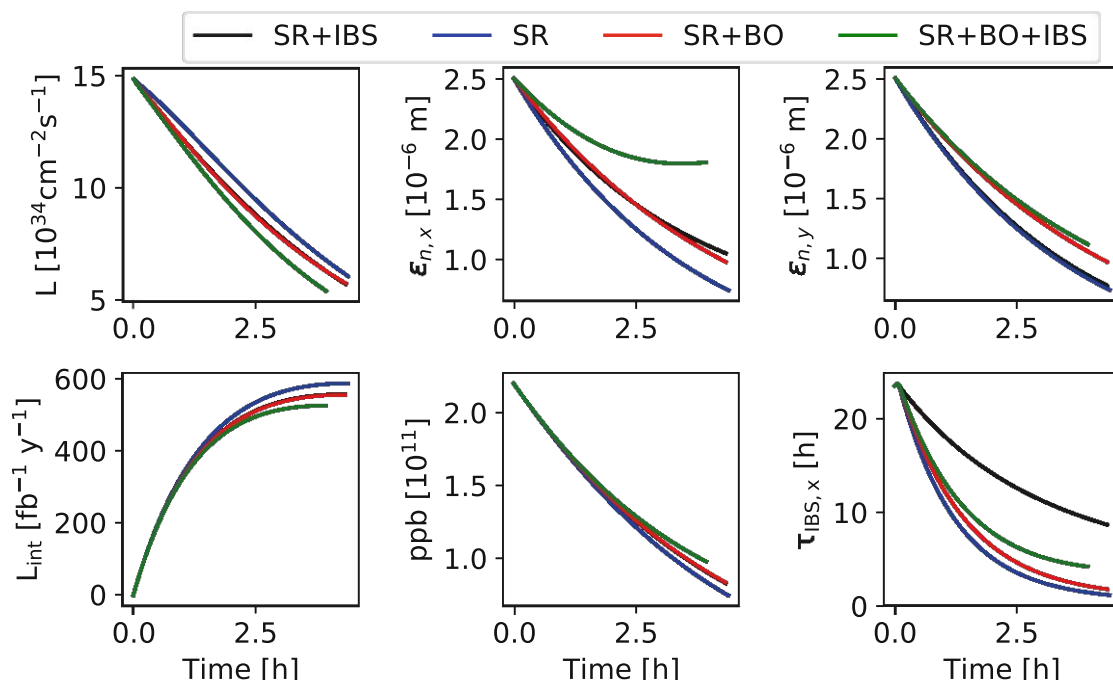 SR+IBS SR SR+BO SR+BO+IBS
L [10³⁴cm⁻²s⁻¹]
15
10
5
0.0 2.5
εₙ,ₓ [10⁻⁶ m]
2.5
2.0
1.5
1.0
0.0 2.5
εₙ,ᵧ [10⁻⁶ m]
2.5
2.0
1.5
1.0
0.0 2.5
L_int [fb⁻¹ y⁻¹]
600
400
200
0
0.0 2.5
Time [h]
ppb [10¹¹]
2.0
1.5
1.0
0.0 2.5
Time [h]
τ_IBS, x [h]
20
10
0
0.0 2.5
Time [h]